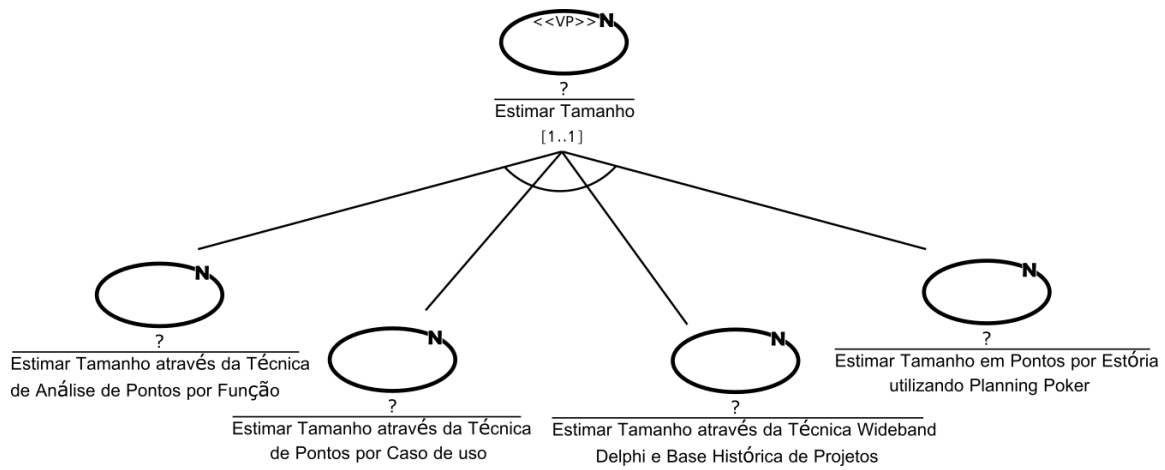 <<VP>> N
?
Estimar Tamanho
[1..1]
N
?
Estimar Tamanho através da Técnica
de Análise de Pontos por Função
N
?
Estimar Tamanho através da Técnica
de Pontos por Caso de uso
N
?
Estimar Tamanho através da Técnica Wideband
Delphi e Base Histórica de Projetos
N
?
Estimar Tamanho em Pontos por Estória
utilizando Planning Poker